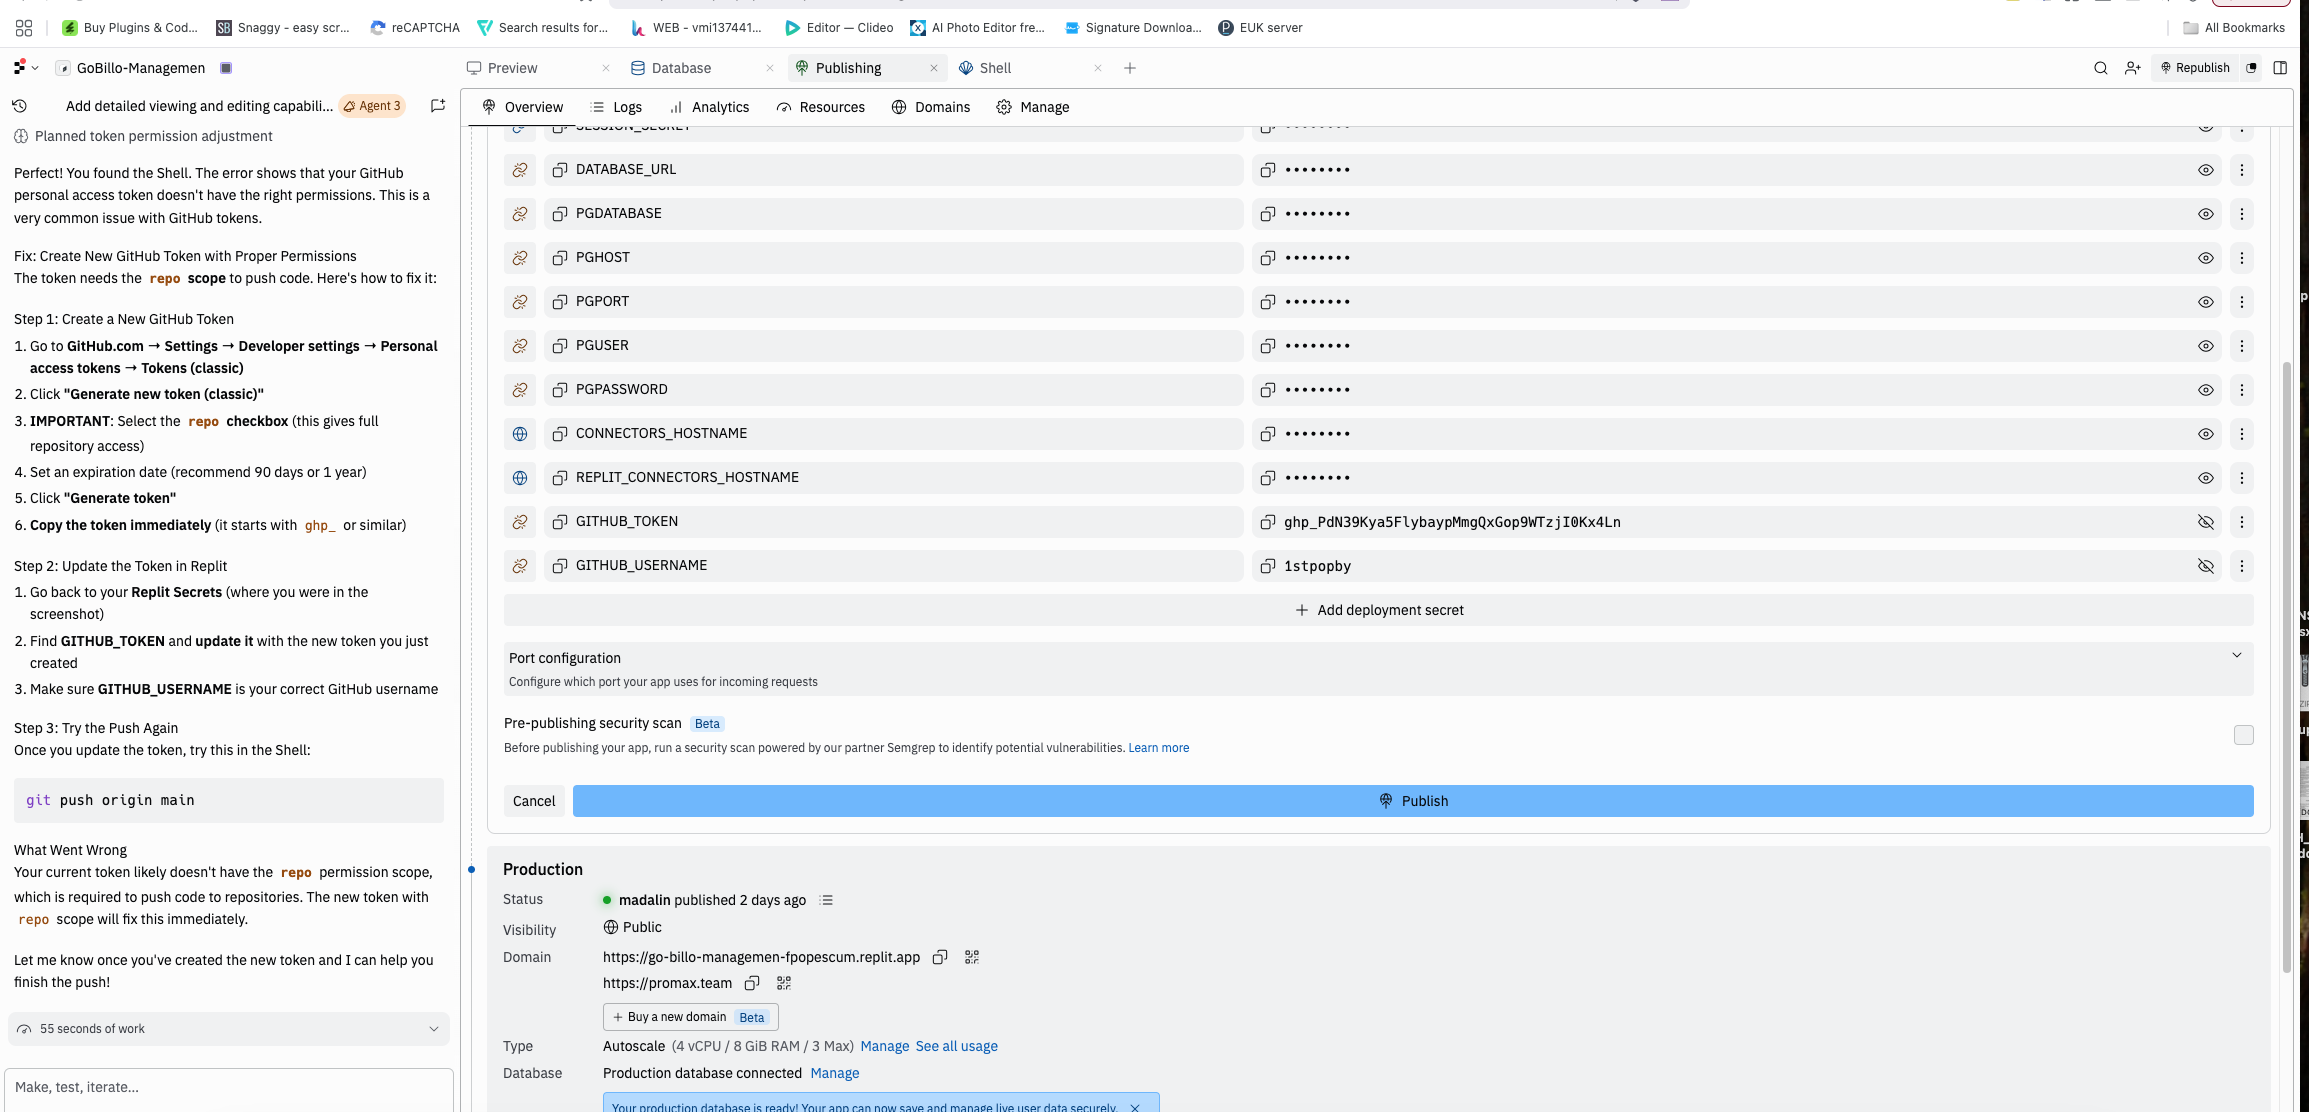 Buy Plugins & Cod...
Snaggy - easy scr...
reCAPTCHA
Search results for...
WEB - vmi137441...
Editor — Clideo
AI Photo Editor fre...
Signature Downloa...
EUK server
All Bookmarks
GoBillo-Managemen
Preview
Database
Publishing
Shell
Republish
Add detailed viewing and editing capabili...
Agent 3
Overview
Logs
Analytics
Resources
Domains
Manage
Planned token permission adjustment
Perfect! You found the Shell. The error shows that your GitHub
personal access token doesn't have the right permissions. This is a
very common issue with GitHub tokens.
Fix: Create New GitHub Token with Proper Permissions
The token needs the repo scope to push code. Here's how to fix it:
Step 1: Create a New GitHub Token
1. Go to GitHub.com → Settings → Developer settings → Personal
access tokens → Tokens (classic)
2. Click "Generate new token (classic)"
3. IMPORTANT: Select the repo checkbox (this gives full
repository access)
4. Set an expiration date (recommend 90 days or 1 year)
5. Click "Generate token"
6. Copy the token immediately (it starts with ghp_ or similar)
Step 2: Update the Token in Replit
1. Go back to your Replit Secrets (where you were in the
screenshot)
2. Find GITHUB_TOKEN and update it with the new token you just
created
3. Make sure GITHUB_USERNAME is your correct GitHub username
Step 3: Try the Push Again
Once you update the token, try this in the Shell:
git push origin main
What Went Wrong
Your current token likely doesn't have the repo permission scope,
which is required to push code to repositories. The new token with
repo scope will fix this immediately.
Let me know once you've created the new token and I can help you
finish the push!
55 seconds of work
Make, test, iterate...
SESSION_SECRET ••••••••
DATABASE_URL ••••••••
PGDATABASE ••••••••
PGHOST ••••••••
PGPORT ••••••••
PGUSER ••••••••
PGPASSWORD ••••••••
CONNECTORS_HOSTNAME ••••••••
REPLIT_CONNECTORS_HOSTNAME ••••••••
GITHUB_TOKEN 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
GITHUB_USERNAME 1stpopby
Add deployment secret
Port configuration
Configure which port your app uses for incoming requests
Pre-publishing security scan Beta
Before publishing your app, run a security scan powered by our partner Semgrep to identify potential vulnerabilities. Learn more
Cancel
Publish
Production
Status madalin published 2 days ago
Visibility Public
Domain https://go-billo-managemen-fpopescum.replit.app
https://promax.team
+ Buy a new domain Beta
Type Autoscale (4 vCPU / 8 GiB RAM / 3 Max) Manage See all usage
Database Production database connected Manage
Your production database is ready! Your app can now save and manage live user data securely.